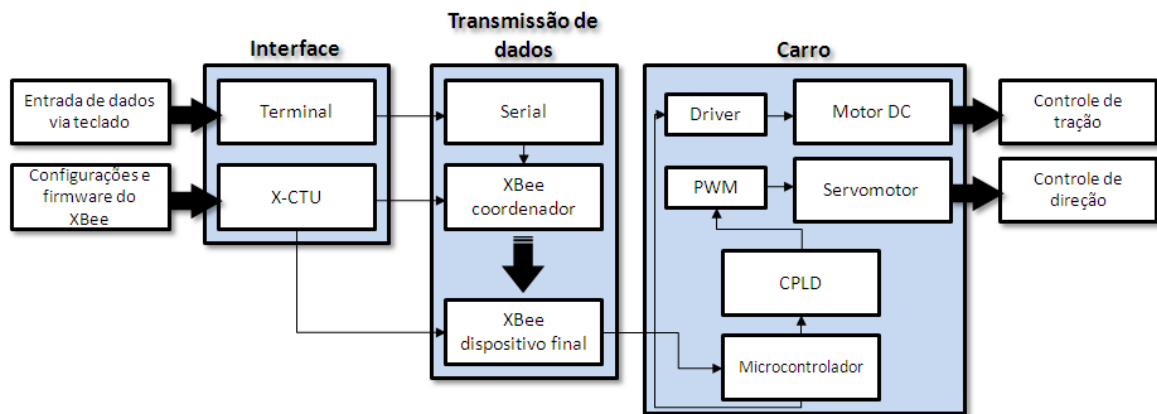 Transmissão de
dados
Interface
Carro
Entrada de dados
via teclado
Terminal
Serial
Driver
Motor DC
Controle de
tração
Configurações e
firmware do
XBee
X-CTU
XBee
coordenador
PWM
Servomotor
Controle de
direção
CPLD
XBee
dispositivo final
Microcontrolador